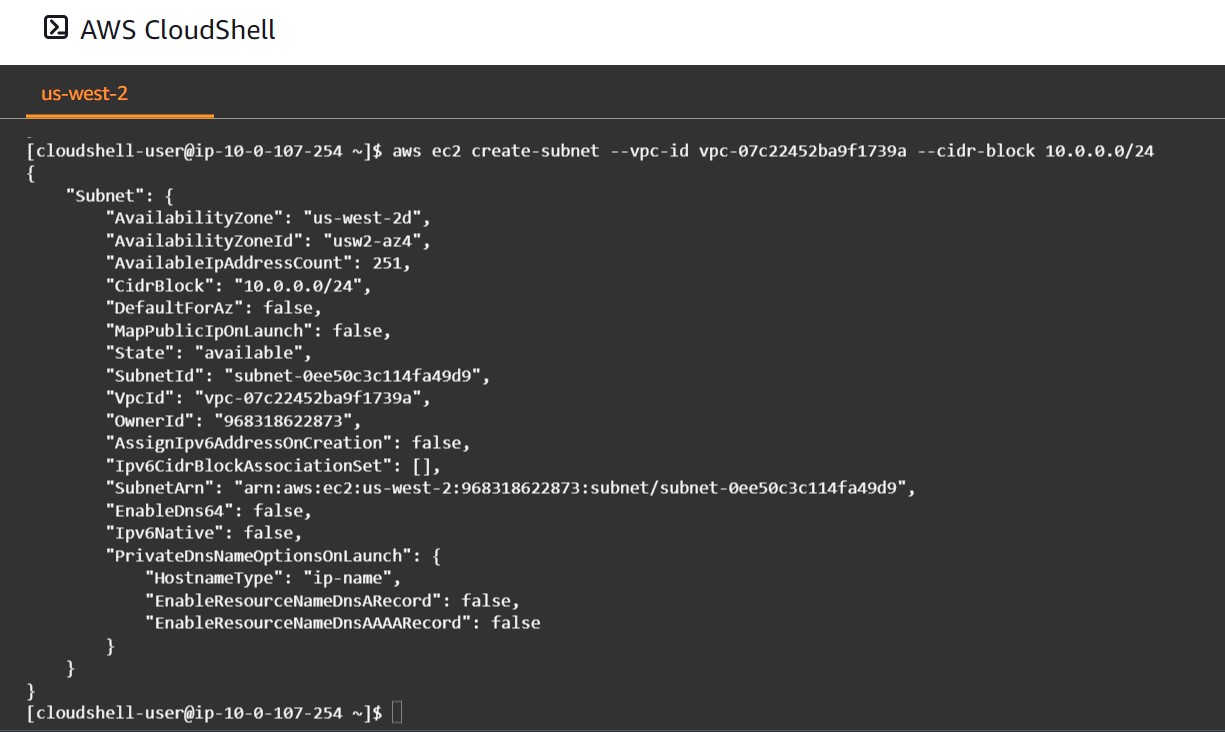 AWS CloudShell
us-west-2
[cloudshell-user@ip-10-0-107-254 ~]$ aws ec2 create-subnet --vpc-id vpc-07c22452ba9f1739a --cidr-block 10.0.0.0/24
{
    "Subnet": {
        "AvailabilityZone": "us-west-2d",
        "AvailabilityZoneId": "usw2-az4",
        "AvailableIpAddressCount": 251,
        "CidrBlock": "10.0.0.0/24",
        "DefaultForAz": false,
        "MapPublicIpOnLaunch": false,
        "State": "available",
        "SubnetId": "subnet-0ee50c3c114fa49d9",
        "VpcId": "vpc-07c22452ba9f1739a",
        "OwnerId": "968318622873",
        "AssignIpv6AddressOnCreation": false,
        "Ipv6CidrBlockAssociationSet": [],
        "SubnetArn": "arn:aws:ec2:us-west-2:968318622873:subnet/subnet-0ee50c3c114fa49d9",
        "EnableDns64": false,
        "Ipv6Native": false,
        "PrivateDnsNameOptionsOnLaunch": {
            "HostnameType": "ip-name",
            "EnableResourceNameDnsARecord": false,
            "EnableResourceNameDnsAAAARecord": false
        }
    }
}
[cloudshell-user@ip-10-0-107-254 ~]$